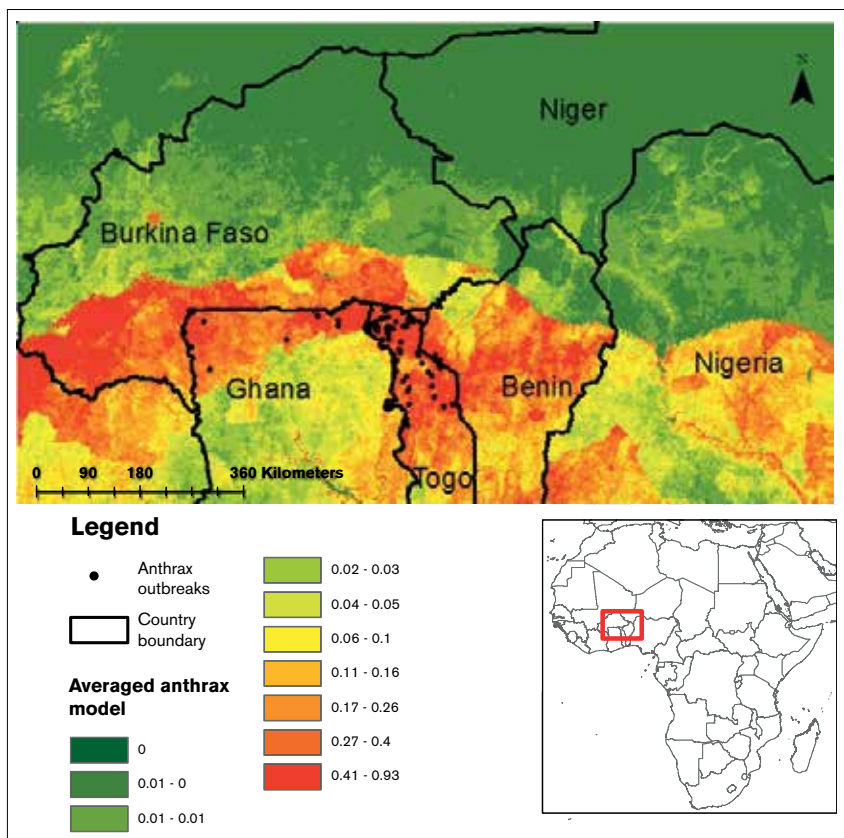 N
Niger
Burkina Faso
Nigeria
Ghana
Benin
Togo
0 90 180 360 Kilometers
Legend
Anthrax
outbreaks
Country
boundary
Averaged anthrax
model
0
0.01 - 0
0.01 - 0.01
0.02 - 0.03
0.04 - 0.05
0.06 - 0.1
0.11 - 0.16
0.17 - 0.26
0.27 - 0.4
0.41 - 0.93